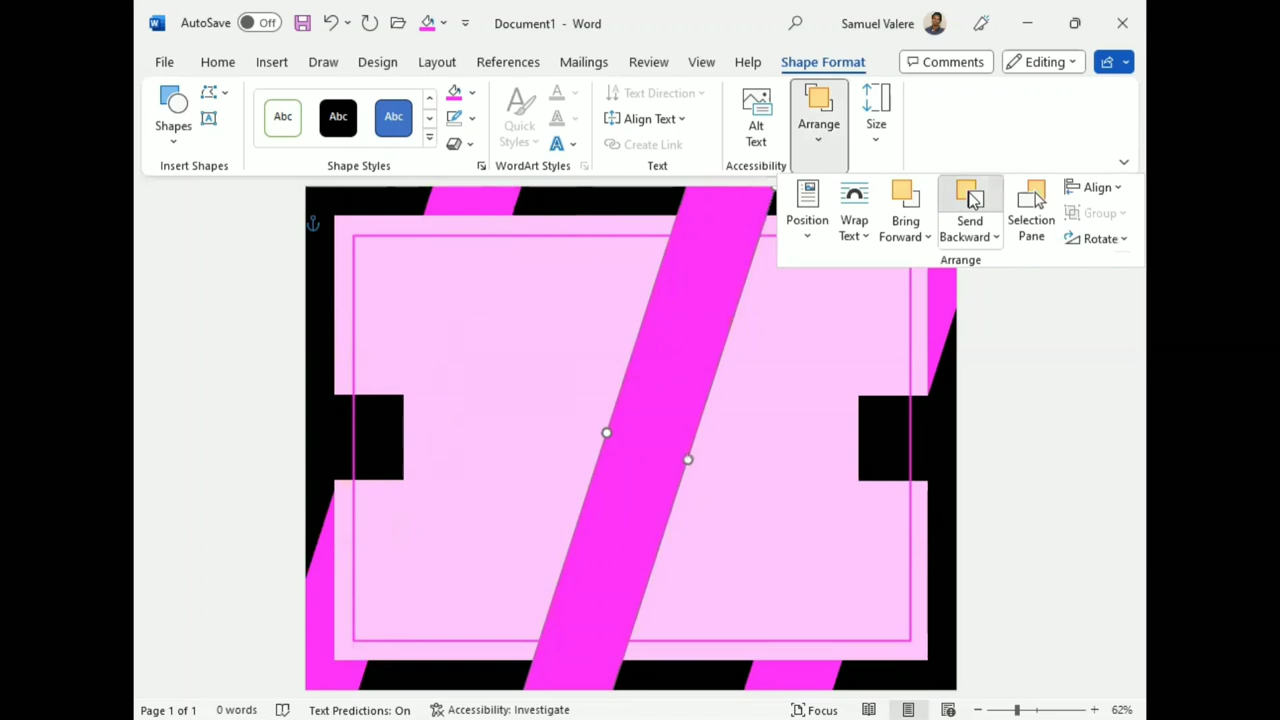 AutoSave Off Document1 - Word Samuel Valere
File Home Insert Draw Design Layout References Mailings Review View Help Shape Format Comments Editing
Shapes
Abc Abc Abc
Quick Styles
Text Direction
Align Text
Create Link
Alt Text
Arrange
Size
Insert Shapes Shape Styles WordArt Styles Text Accessibility
Position
Wrap Text
Bring Forward
Send Backward
Selection Pane
Align
Group
Rotate
Arrange
Page 1 of 1 0 words Text Predictions: On Accessibility: Investigate Focus 62%